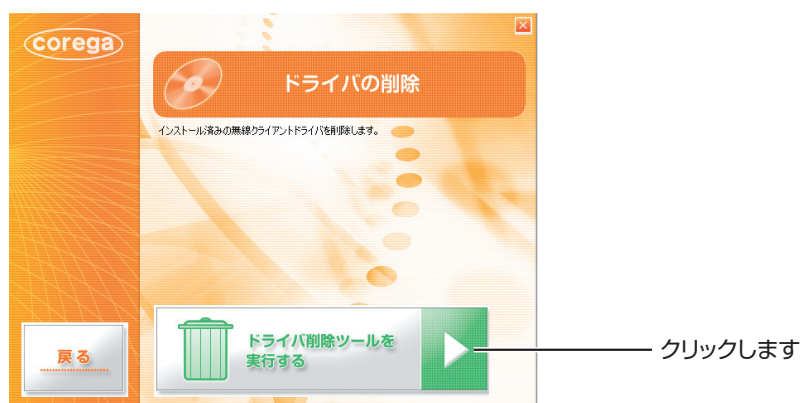 corega
ドライバの削除
インストール済みの無線クライアントドライバを削除します。
ドライバ削除ツールを
実行する
戻る
クリックします